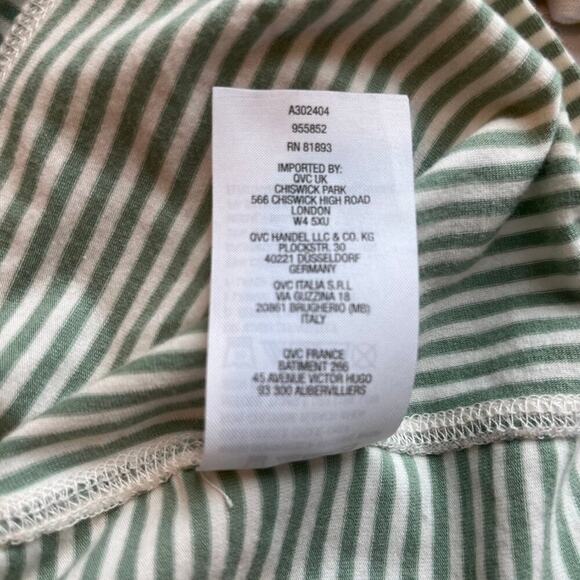 A302404
955852
RN 81893
IMPORTED BY:
QVC UK
CHISWICK PARK
566 CHISWICK HIGH ROAD
LONDON
W4 5XU
QVC HANDEL LLC & CO. KG
PLOCKSTR. 30
40221 DÜSSELDORF
GERMANY
QVC ITALIA S.R.L
VIA GUZZINA 18
20861 BRUGHERIO (MB)
ITALY
QVC FRANCE
BATIMENT 266
45 AVENUE VICTOR HUGO
93 300 AUBERVILLIERS